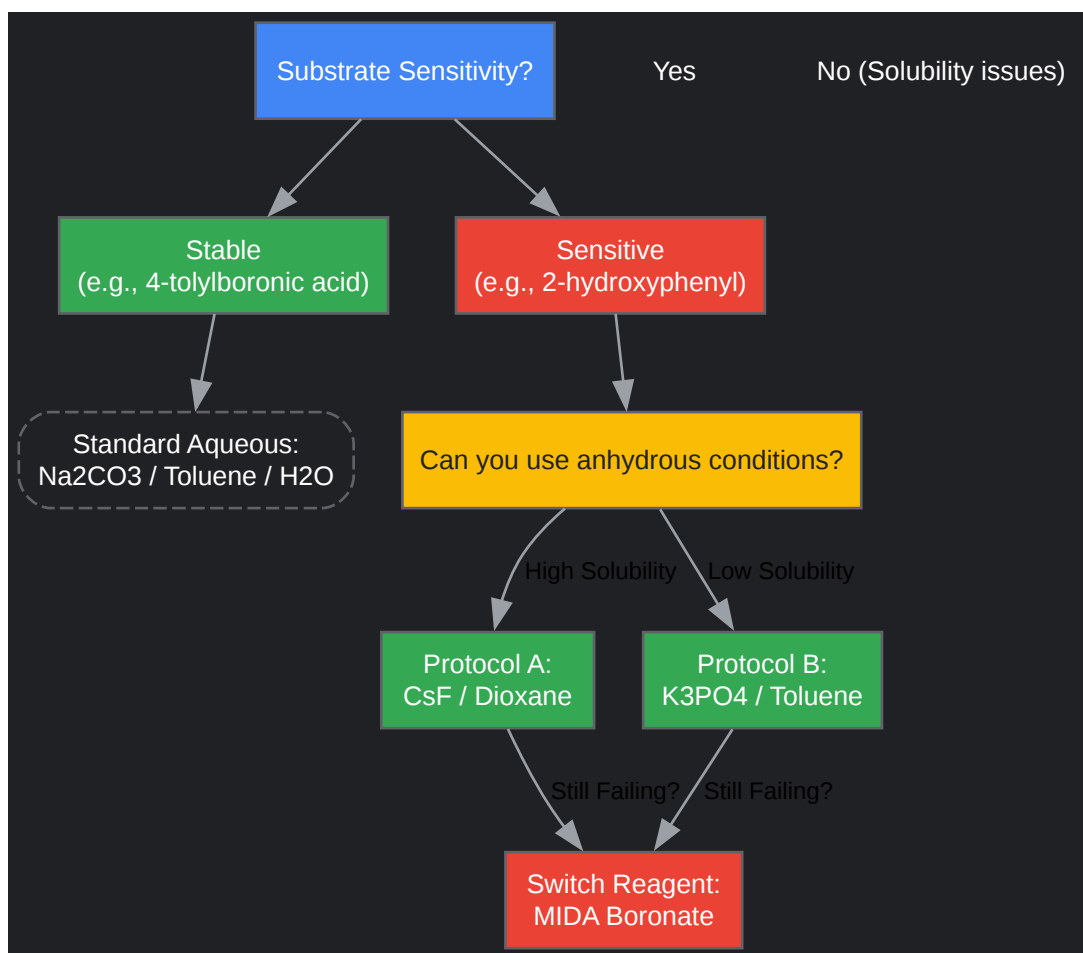 Substrate Sensitivity?
Yes
No (Solubility issues)
Stable
(e.g., 4-tolylboronic acid)
Sensitive
(e.g., 2-hydroxyphenyl)
Standard Aqueous:
Na2CO3 / Toluene / H2O
Can you use anhydrous conditions?
High Solubility
Low Solubility
Protocol A:
CsF / Dioxane
Protocol B:
K3PO4 / Toluene
Still Failing?
Still Failing?
Switch Reagent:
MIDA Boronate